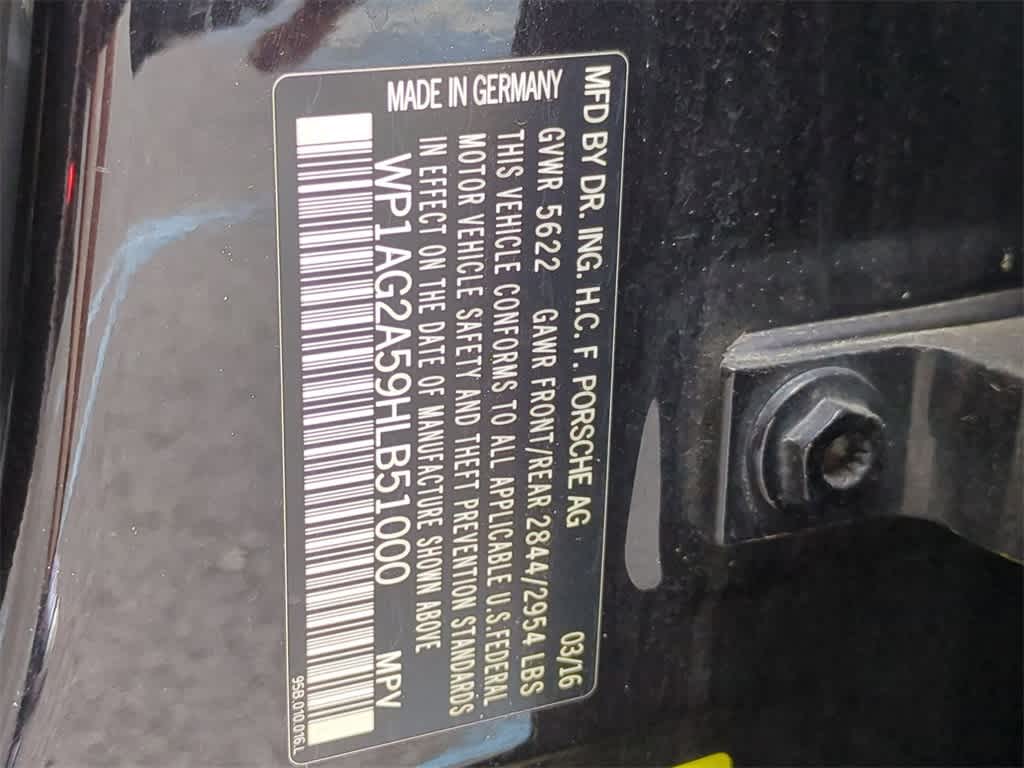 MFD BY DR. ING. H.C. F. PORSCHE AG 03/16
GVWR 5622 GAWR FRONT/REAR 2844/2954 LBS
THIS VEHICLE CONFORMS TO ALL APPLICABLE U.S.FEDERAL
MOTOR VEHICLE SAFETY AND THEFT PREVENTION STANDARDS
IN EFFECT ON THE DATE OF MANUFACTURE SHOWN ABOVE
MADE IN GERMANY
WP1AG2A59HLB51000 MPV
958.010.016.L